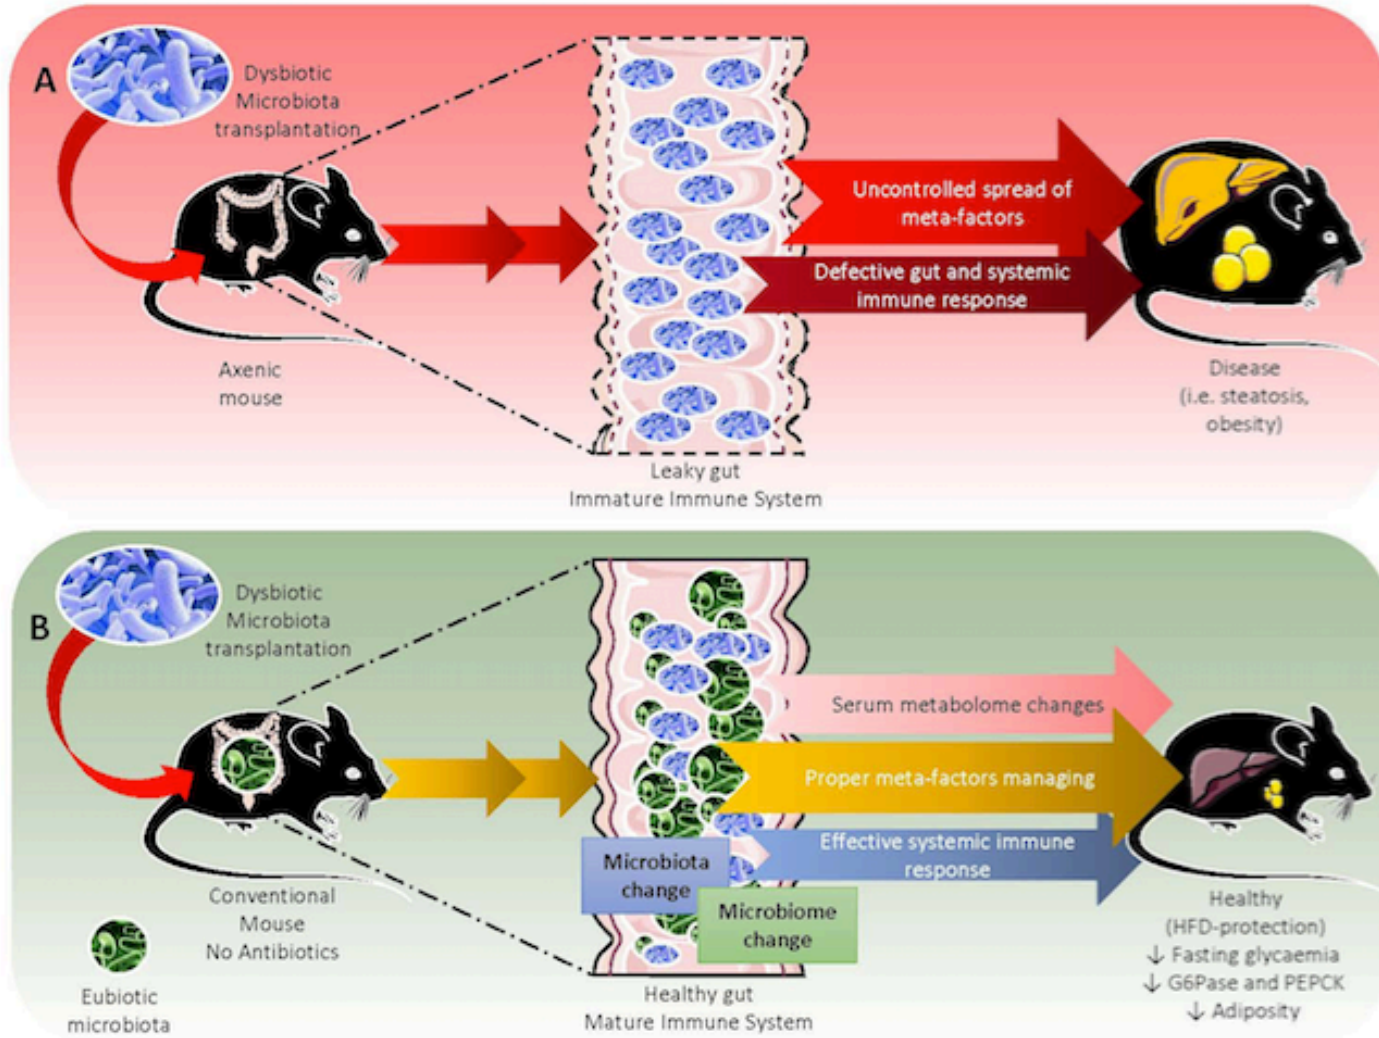 A
Dysbiotic
Microbiota
transplantation
Axenic
mouse
Leaky gut
Immature Immune System
Uncontrolled spread of
meta-factors
Defective gut and systemic
immune response
Disease
(i.e. steatosis,
obesity)
B
Dysbiotic
Microbiota
transplantation
Conventional
Mouse
No Antibiotics
Eubiotic
microbiota
Microbiota
change
Microbiome
change
Healthy gut
Mature Immune System
Serum metabolome changes
Proper meta-factors managing
Effective systemic immune
response
Healthy
(HFD-protection)
↓ Fasting glycaemia
↓ G6Pase and PEPCK
↓ Adiposity